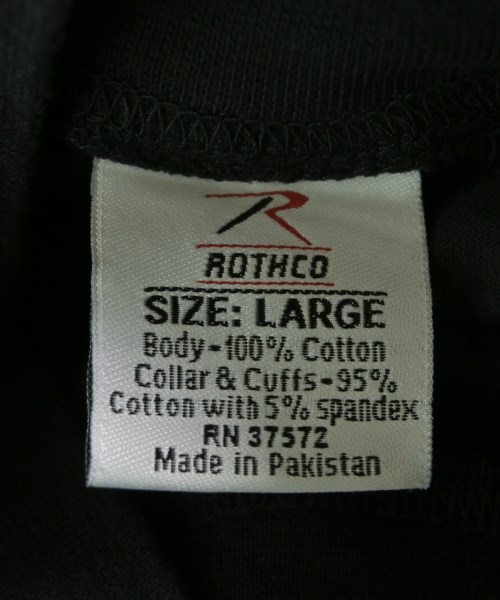 ROTHCO
SIZE: LARGE
Body-100% Cotton
Collar & Cuffs-95%
Cotton with 5% spandex
RN 37572
Made in Pakistan